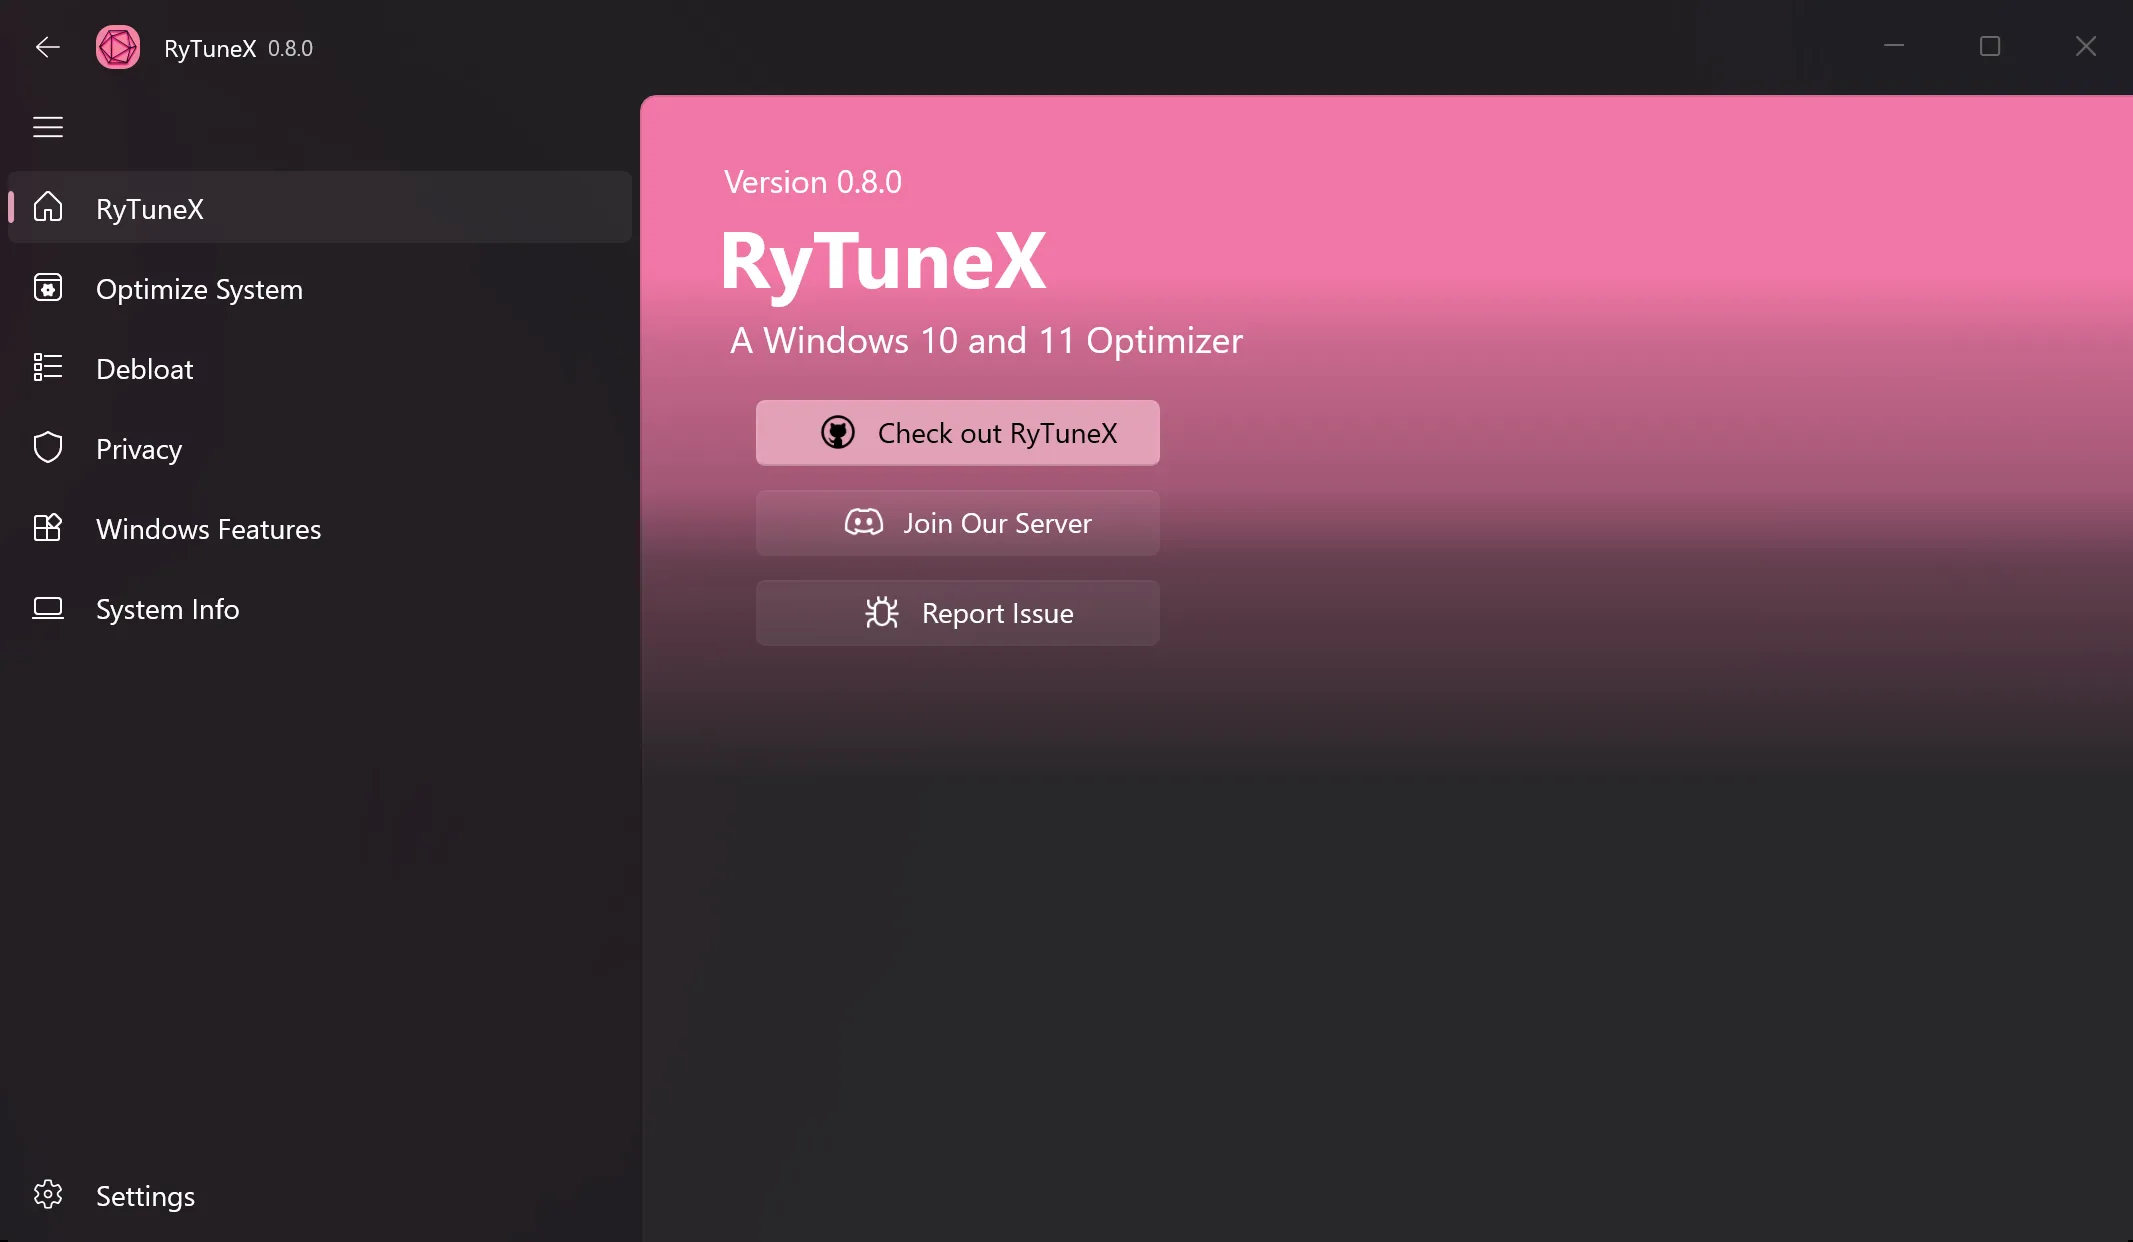 RyTuneX 0.8.0
RyTuneX
Optimize System
Debloat
Privacy
Windows Features
System Info
Settings
Version 0.8.0
RyTuneX
A Windows 10 and 11 Optimizer
Check out RyTuneX
Join Our Server
Report Issue